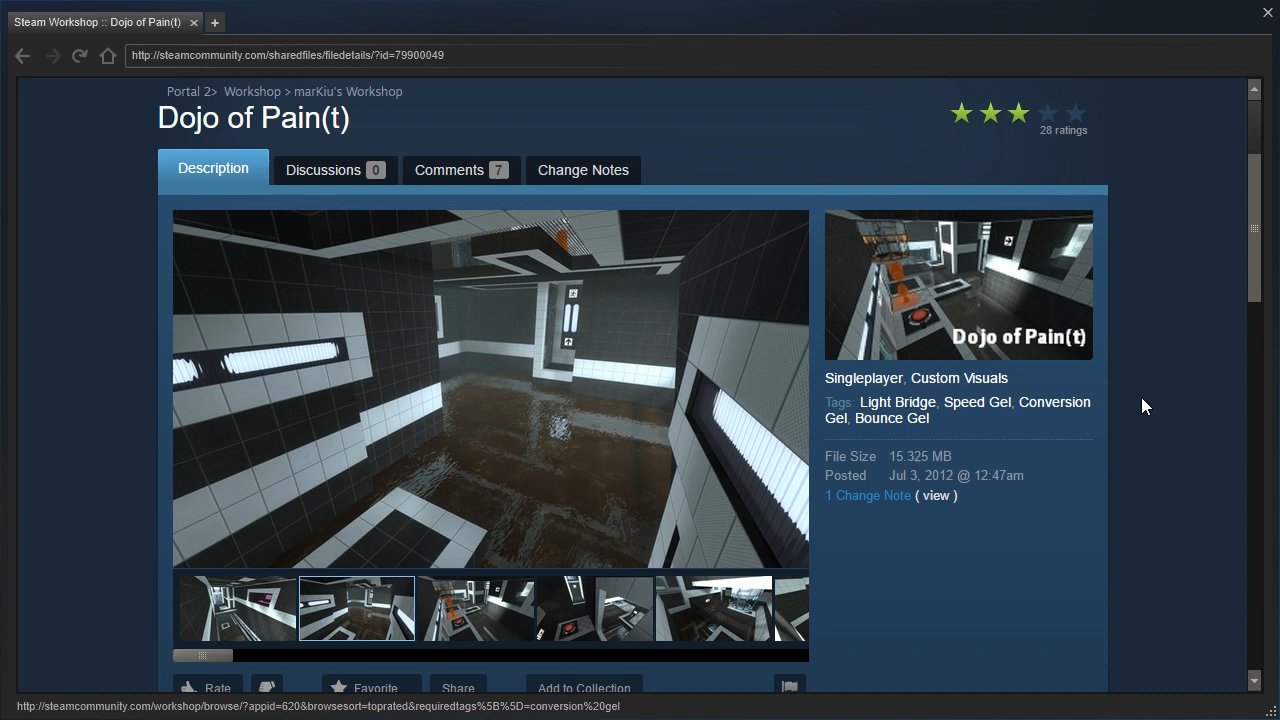 Steam Workshop :: Dojo of Pain(t)
http://steamcommunity.com/sharedfiles/filedetails/?id=79900049
Portal 2> Workshop > marKiu's Workshop
Dojo of Pain(t)
28 ratings
Description
Discussions 0
Comments 7
Change Notes
Dojo of Pain(t)
Singleplayer, Custom Visuals
Tags: Light Bridge, Speed Gel, Conversion
Gel, Bounce Gel
File Size 15.325 MB
Posted Jul 3, 2012 @ 12:47am
1 Change Note ( view )
Rate
Favorite
Share
Add to Collection
http://steamcommunity.com/workshop/browse/?appid=620&browsesort=toprated&requiredtags%5B%5D=conversion%20gel